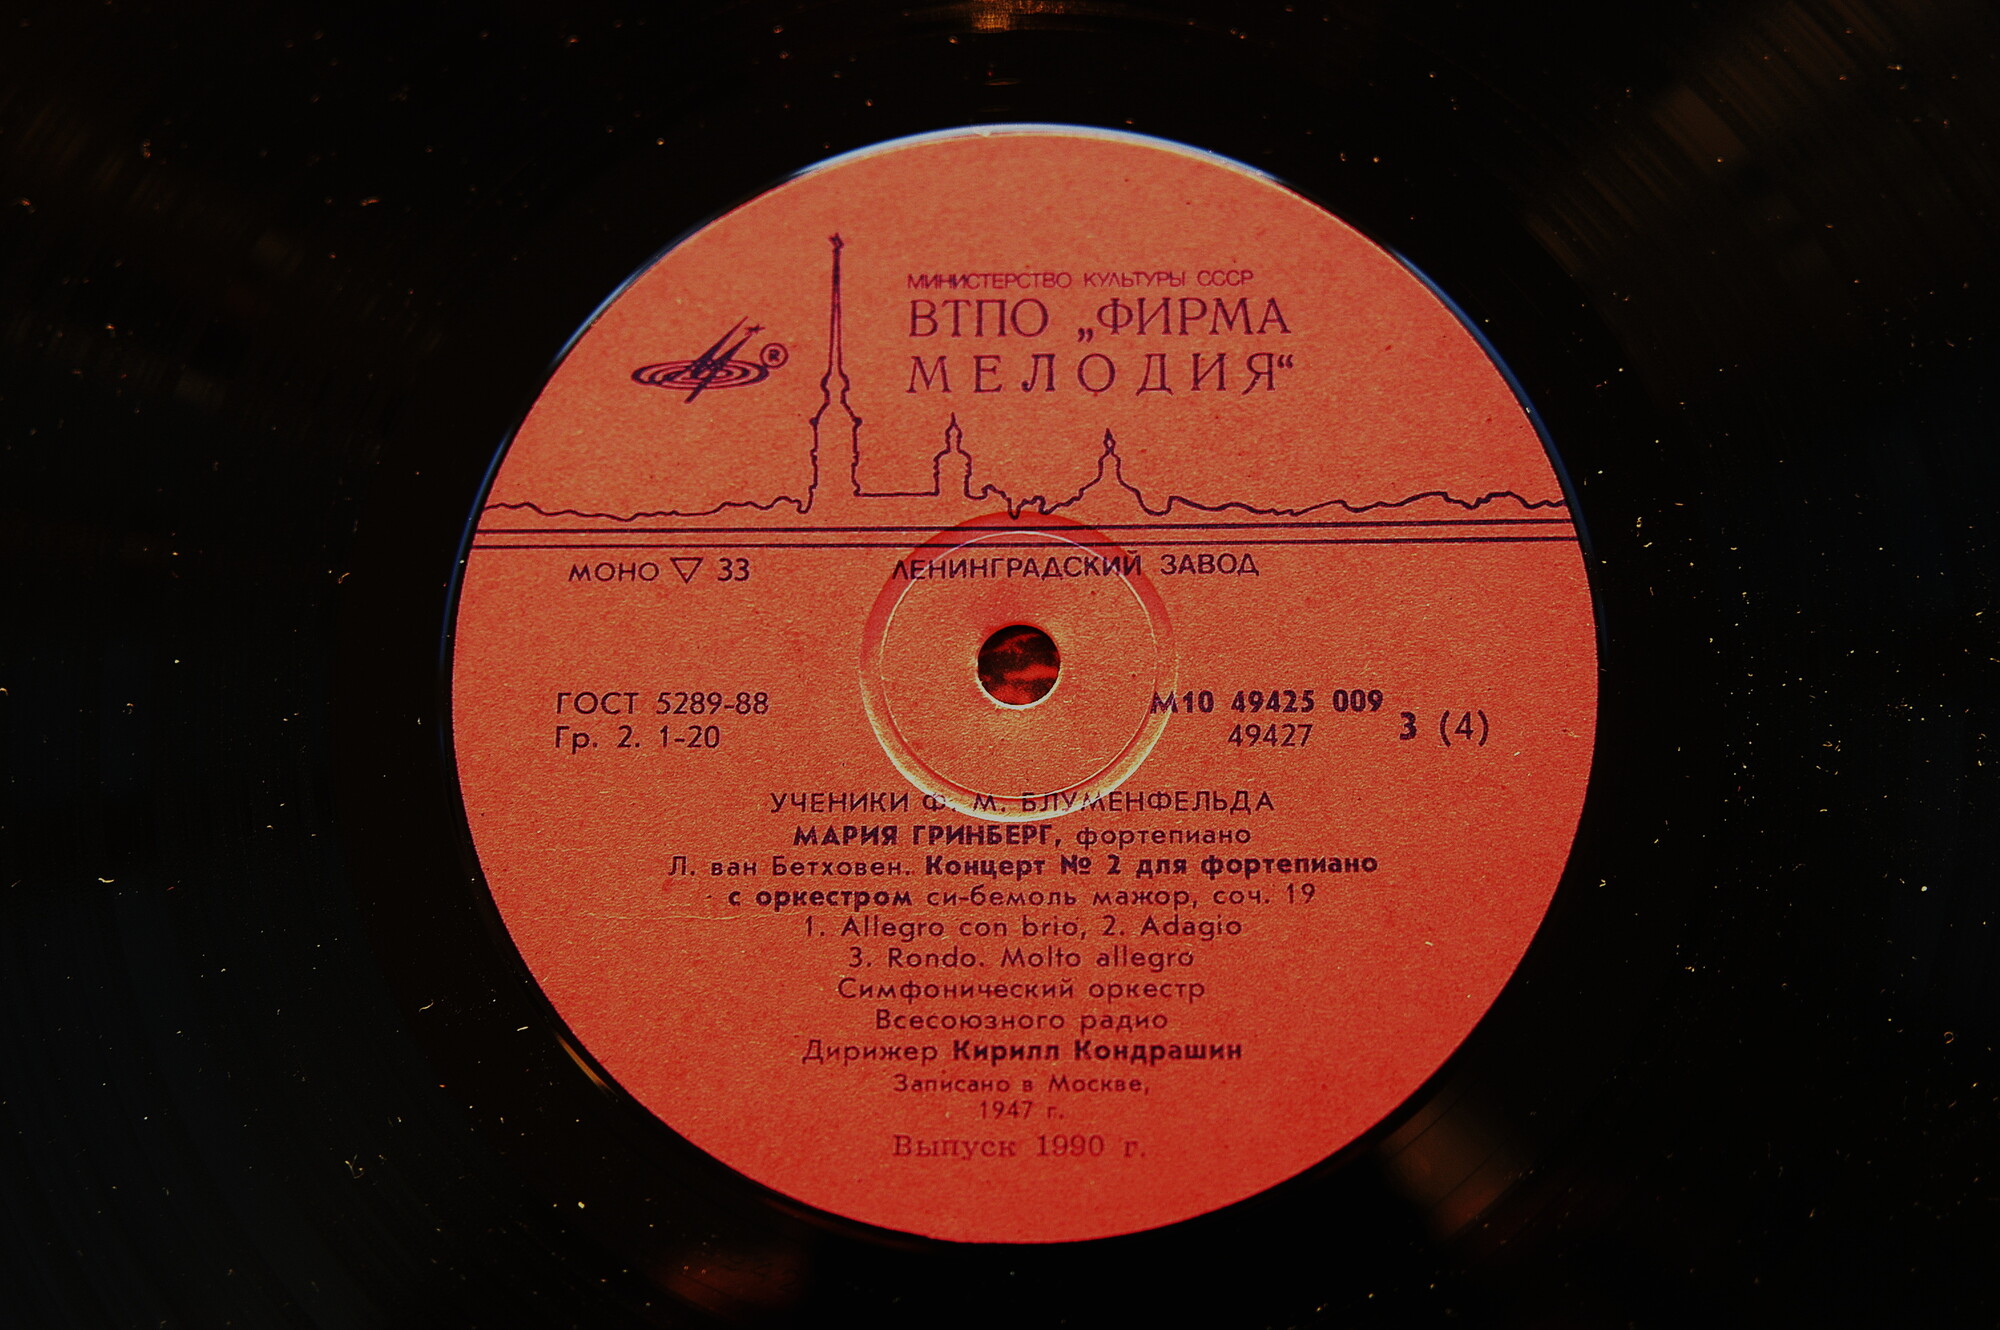 МИНИСТЕРСТВО КУЛЬТУРЫ СССР
ВТПО „ФИРМА
МЕЛОДИЯ“
®
МОНО ▽ 33 ЛЕНИНГРАДСКИЙ ЗАВОД
ГОСТ 5289-88 М10 49425 009
Гр. 2. 1-20 49427 3 (4)
УЧЕНИКИ Ф. М. БЛУМЕНФЕЛЬДА
МАРИЯ ГРИНБЕРГ, фортепиано
Л. ван Бетховен. Концерт № 2 для фортепиано
с оркестром си-бемоль мажор, соч. 19
1. Allegro con brio, 2. Adagio
3. Rondo. Molto allegro
Симфонический оркестр
Всесоюзного радио
Дирижер Кирилл Кондрашин
Записано в Москве,
1947 г.
Выпуск 1990 г.